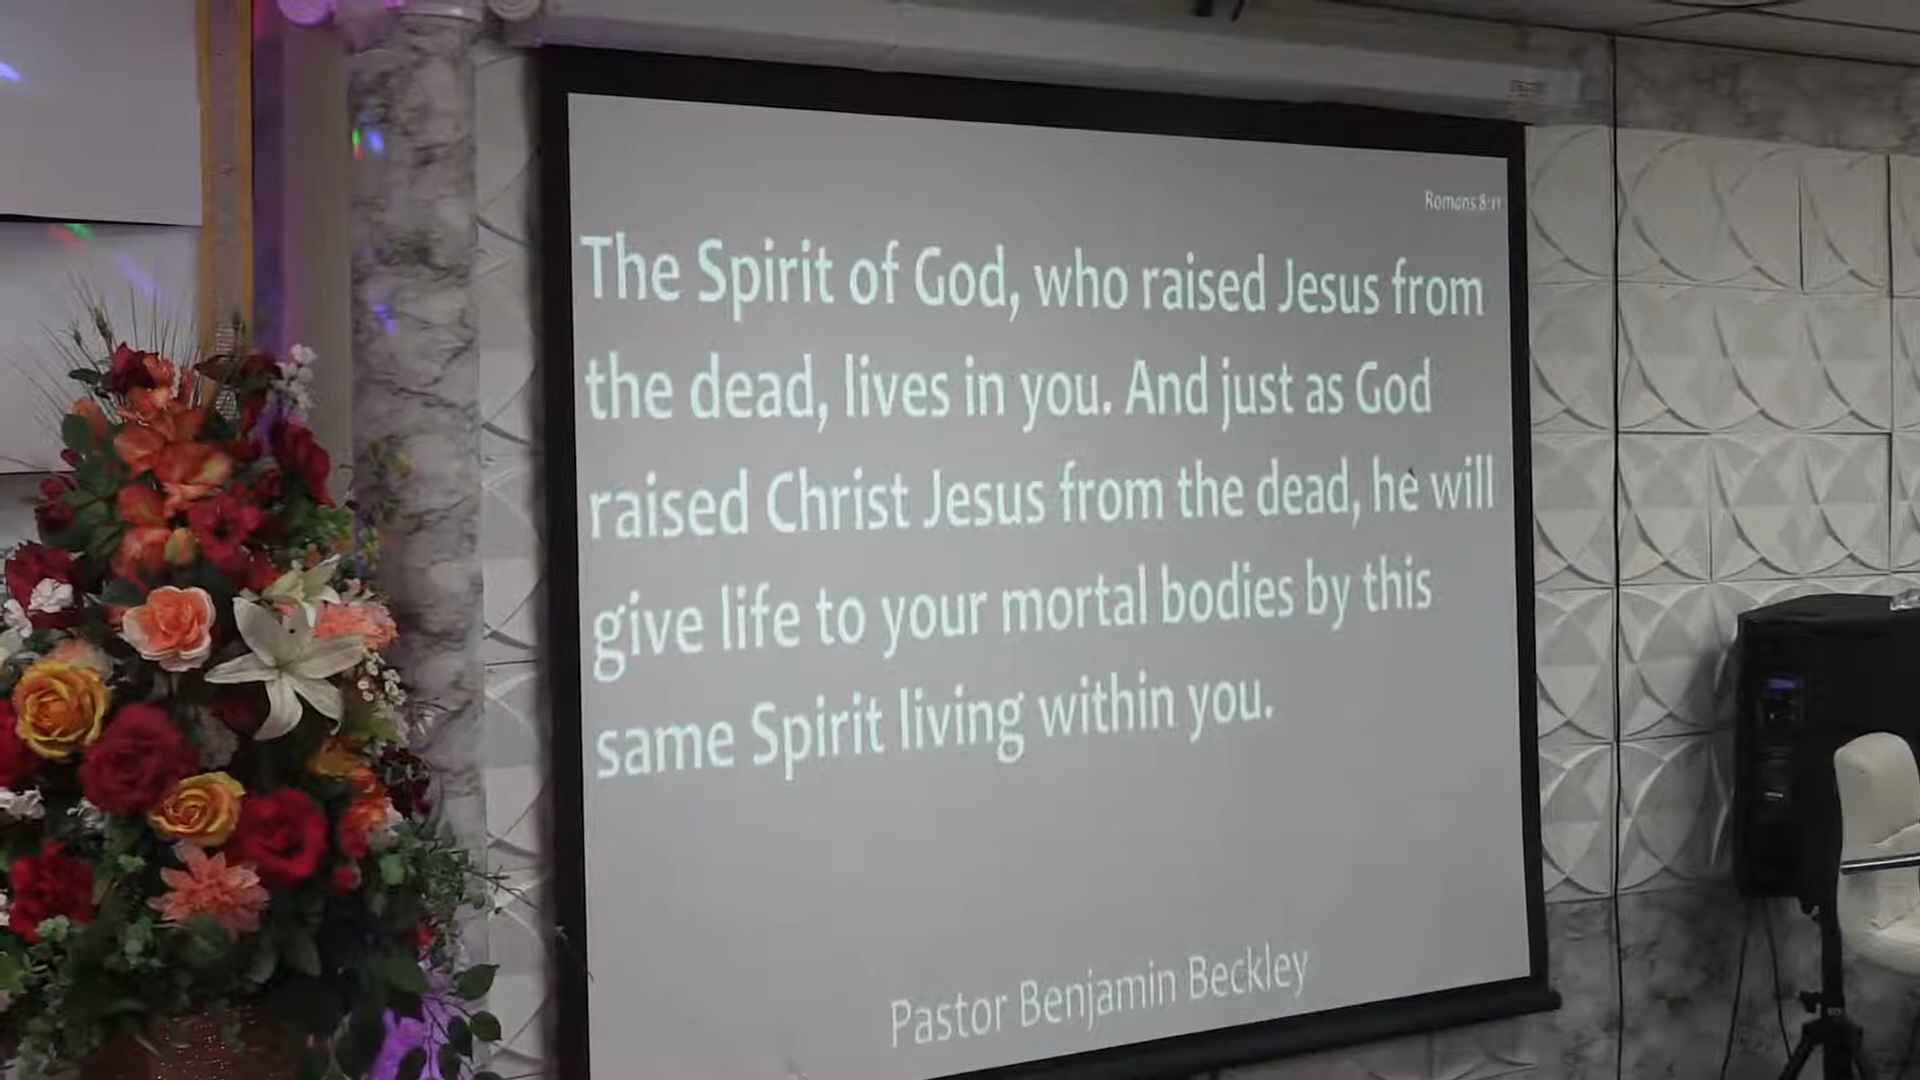 Romans 8:11
The Spirit of God, who raised Jesus from
the dead, lives in you. And just as God
raised Christ Jesus from the dead, he will
give life to your mortal bodies by this
same Spirit living within you.
Pastor Benjamin Beckley